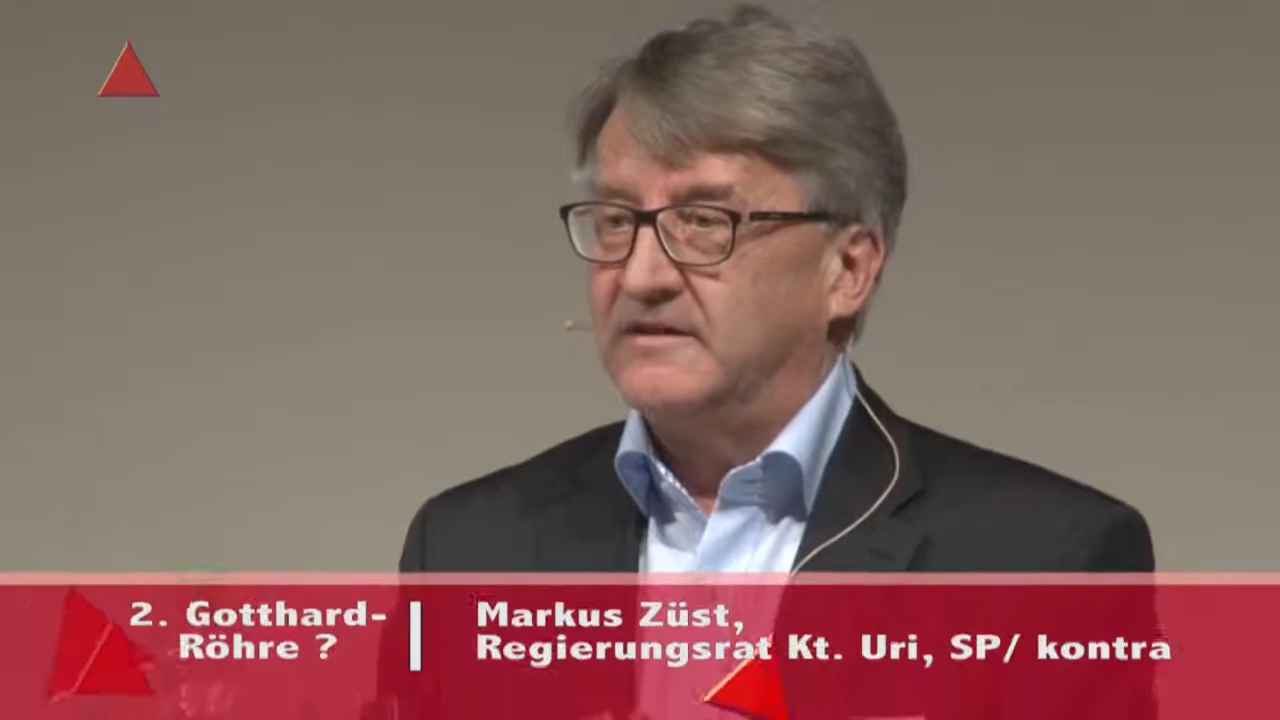 2. Gotthard-
Röhre ?
Markus Züst,
Regierungsrat Kt. Uri, SP/ kontra